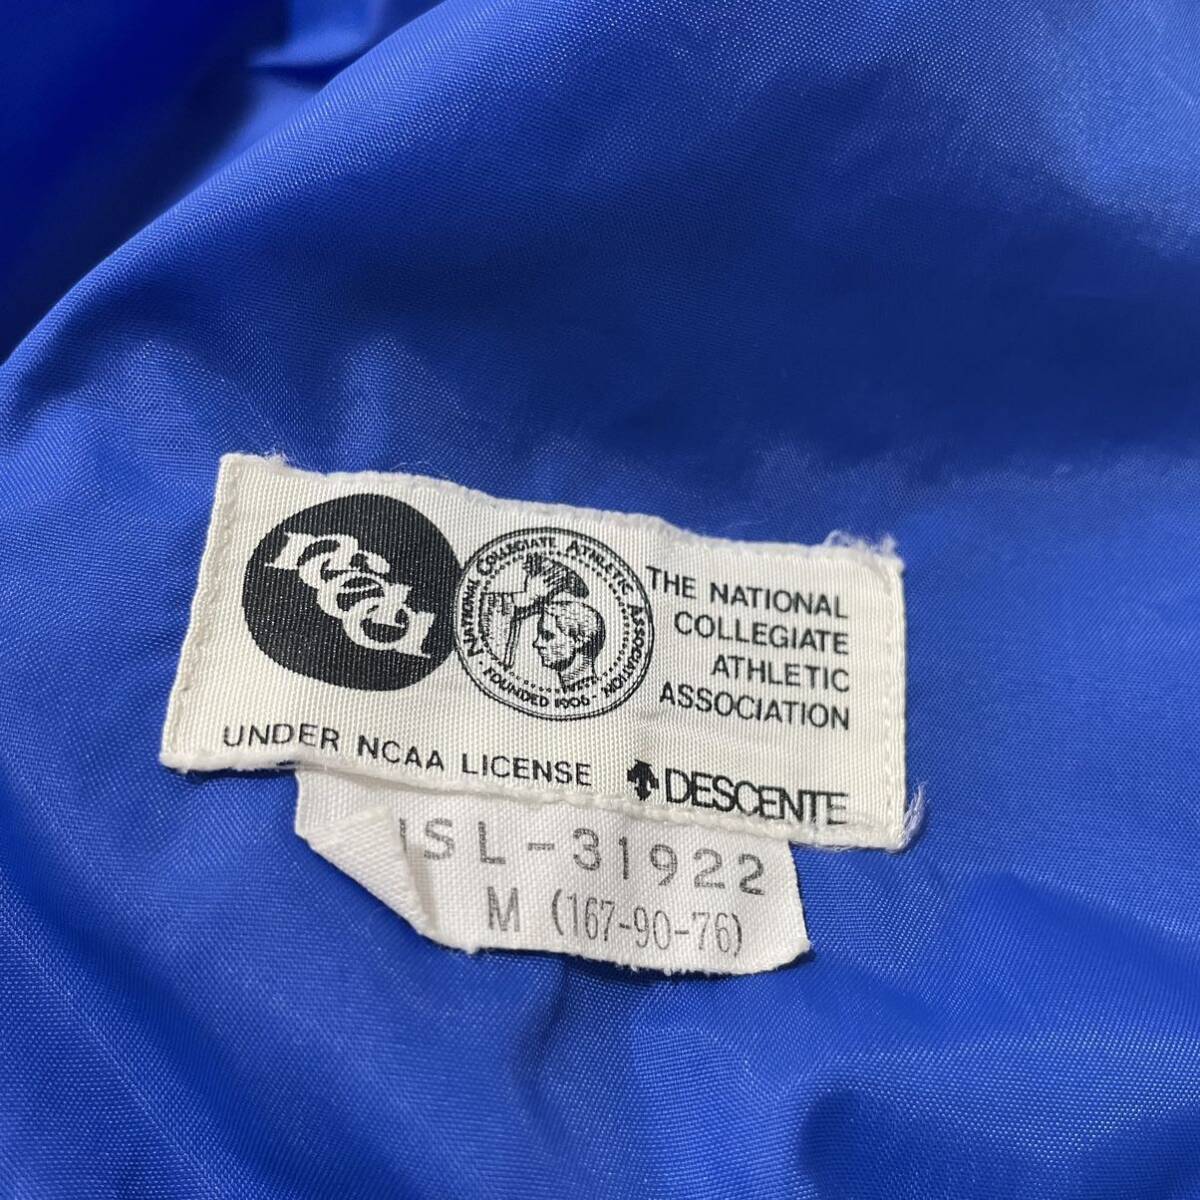 ncaa
NATIONAL COLLEGIATE ATHLETIC ASSOCIATION
FOUNDED 1906
THE NATIONAL
COLLEGIATE
ATHLETIC
ASSOCIATION
UNDER NCAA LICENSE
DESCENTE
SL-31922
M (167-90-76)